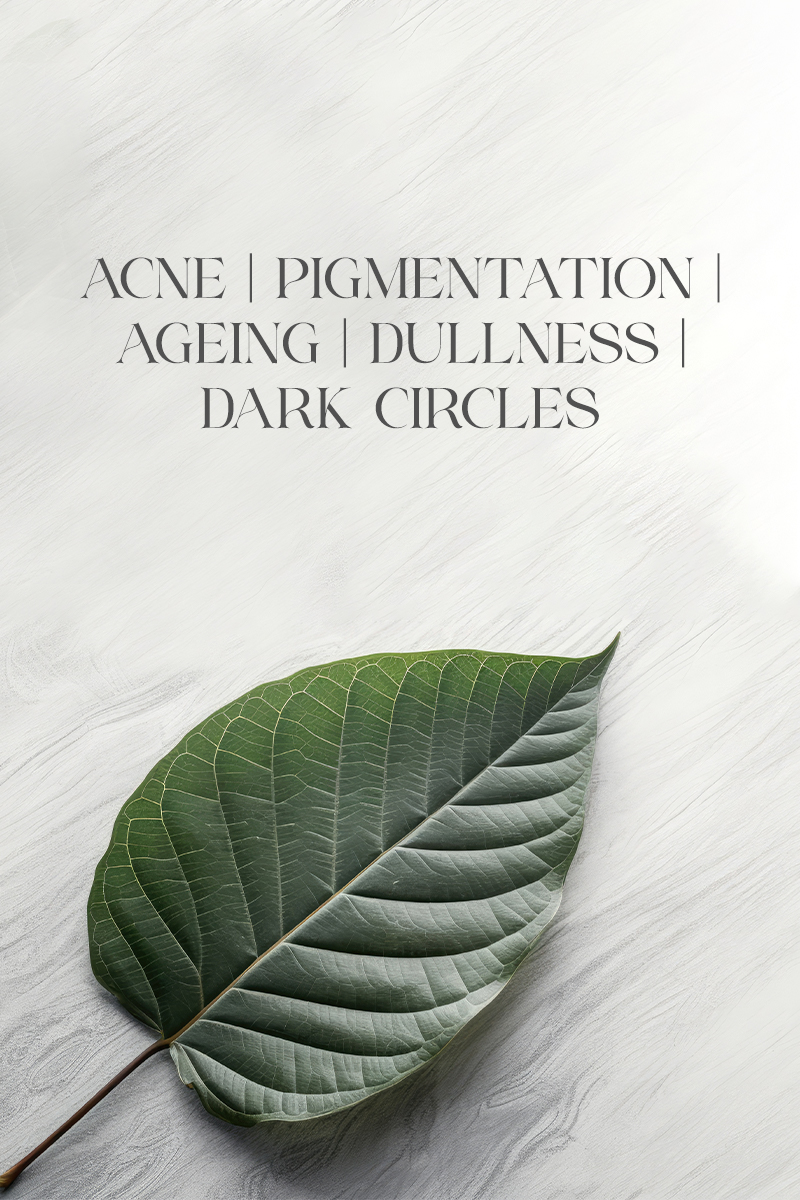 ACNE | PIGMENTATION |
AGEING | DULLNESS |
DARK CIRCLES